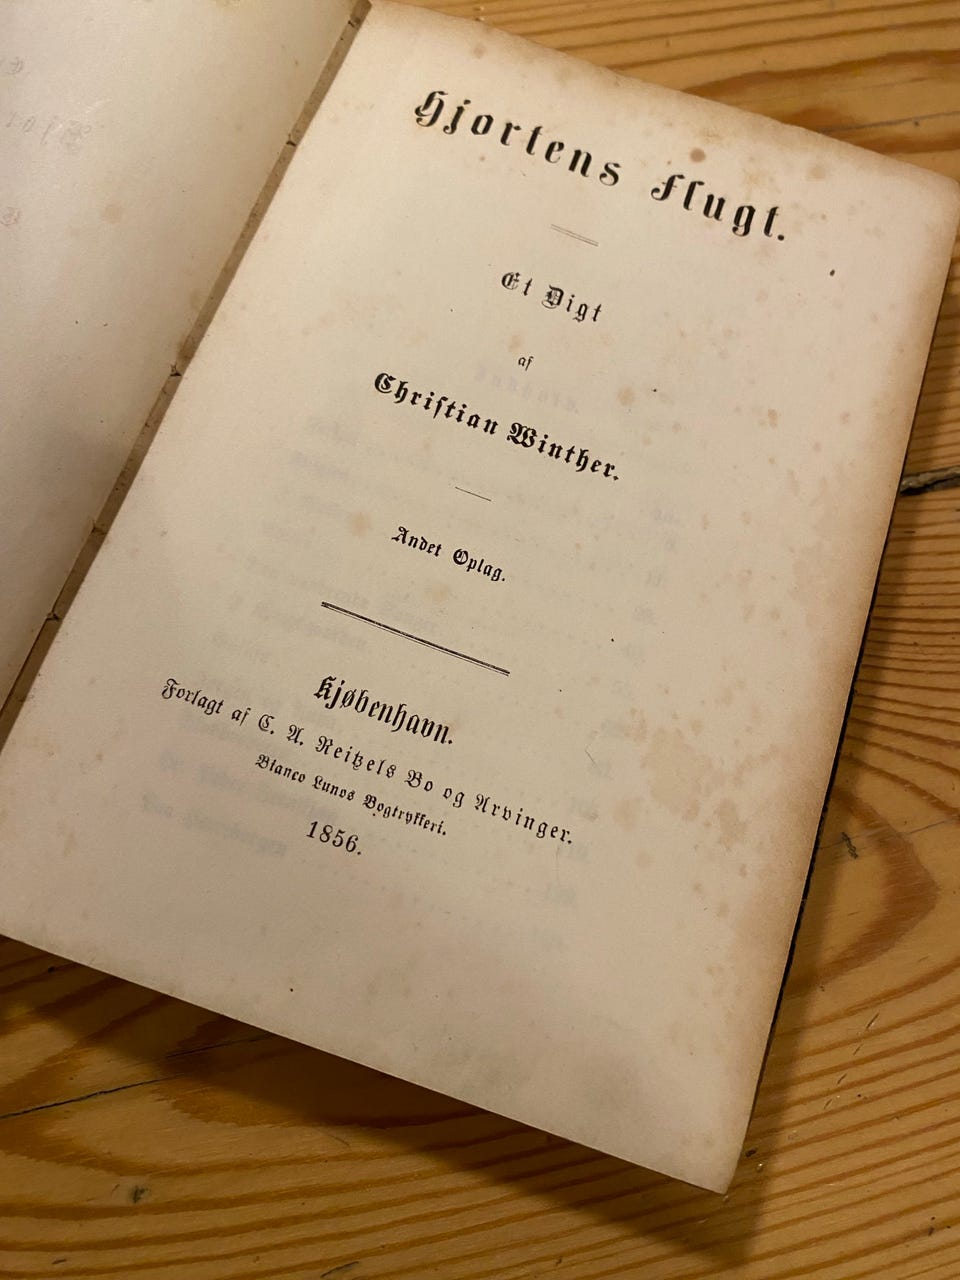 Hjortens Flugt.
Et Digt
af
Christian Winther.
Andet Oplag.
Kjøbenhavn.
Forlagt af C. A. Reitzels Bo og Arvinger.
Bianco Lunos Bogtrykkeri.
1856.